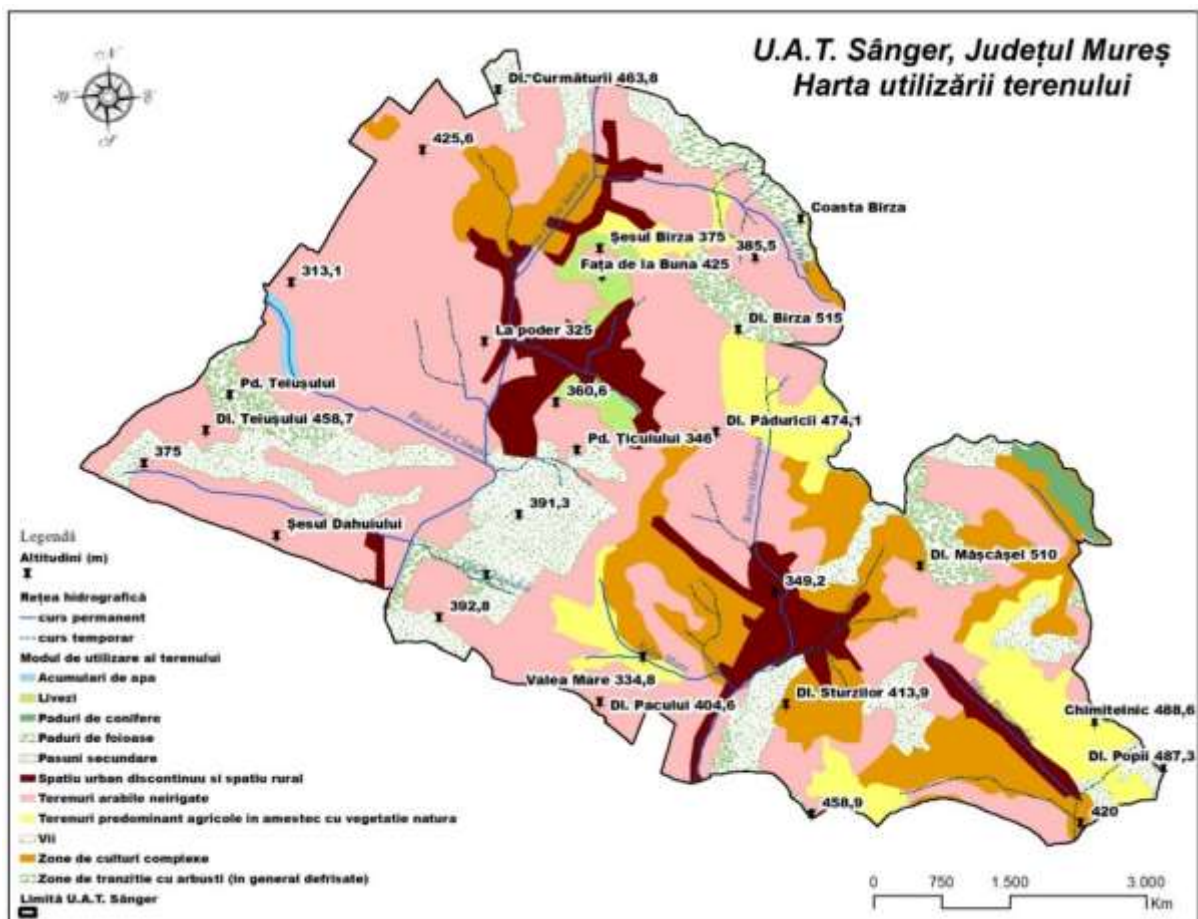 U.A.T. Sânger, Județul Mureș
Harta utilizării terenului
N
S
Dl. Curmăturii 463,8
425,6
Coasta Bîrza
Șesul Bîrza 375
385,5
Fața de la Buna 425
313,1
Dl. Bîrza 515
La poder 325
Pd. Teiușului
360,6
Dl. Teiușului 458,7
Dl. Păduricii 474,1
Pd. Țiculului 346
375
391,3
Șesul Dahuiului
Dl. Mășcășel 510
349,2
392,8
Valea Mare 334,8
Dl. Sturzilor 413,9
Dl. Pacului 404,6
Chimitelnic 488,6
Dl. Popii 487,3
458,9
420
Legendă
Altitudini (m)
Rețea hidrografică
curs permanent
curs temporar
Modul de utilizare al terenului
Acumulari de apa
Livezi
Paduri de conifere
Paduri de foioase
Pasuni secundare
Spatiu urban discontinuu si spatiu rural
Terenuri arabile neirigate
Terenuri predominant agricole in amestec cu vegetatie natura
Vii
Zone de culturi complexe
Zone de tranzitie cu arbusti (in general defrisate)
Limită U.A.T. Sânger
0 750 1.500 3.000
Km